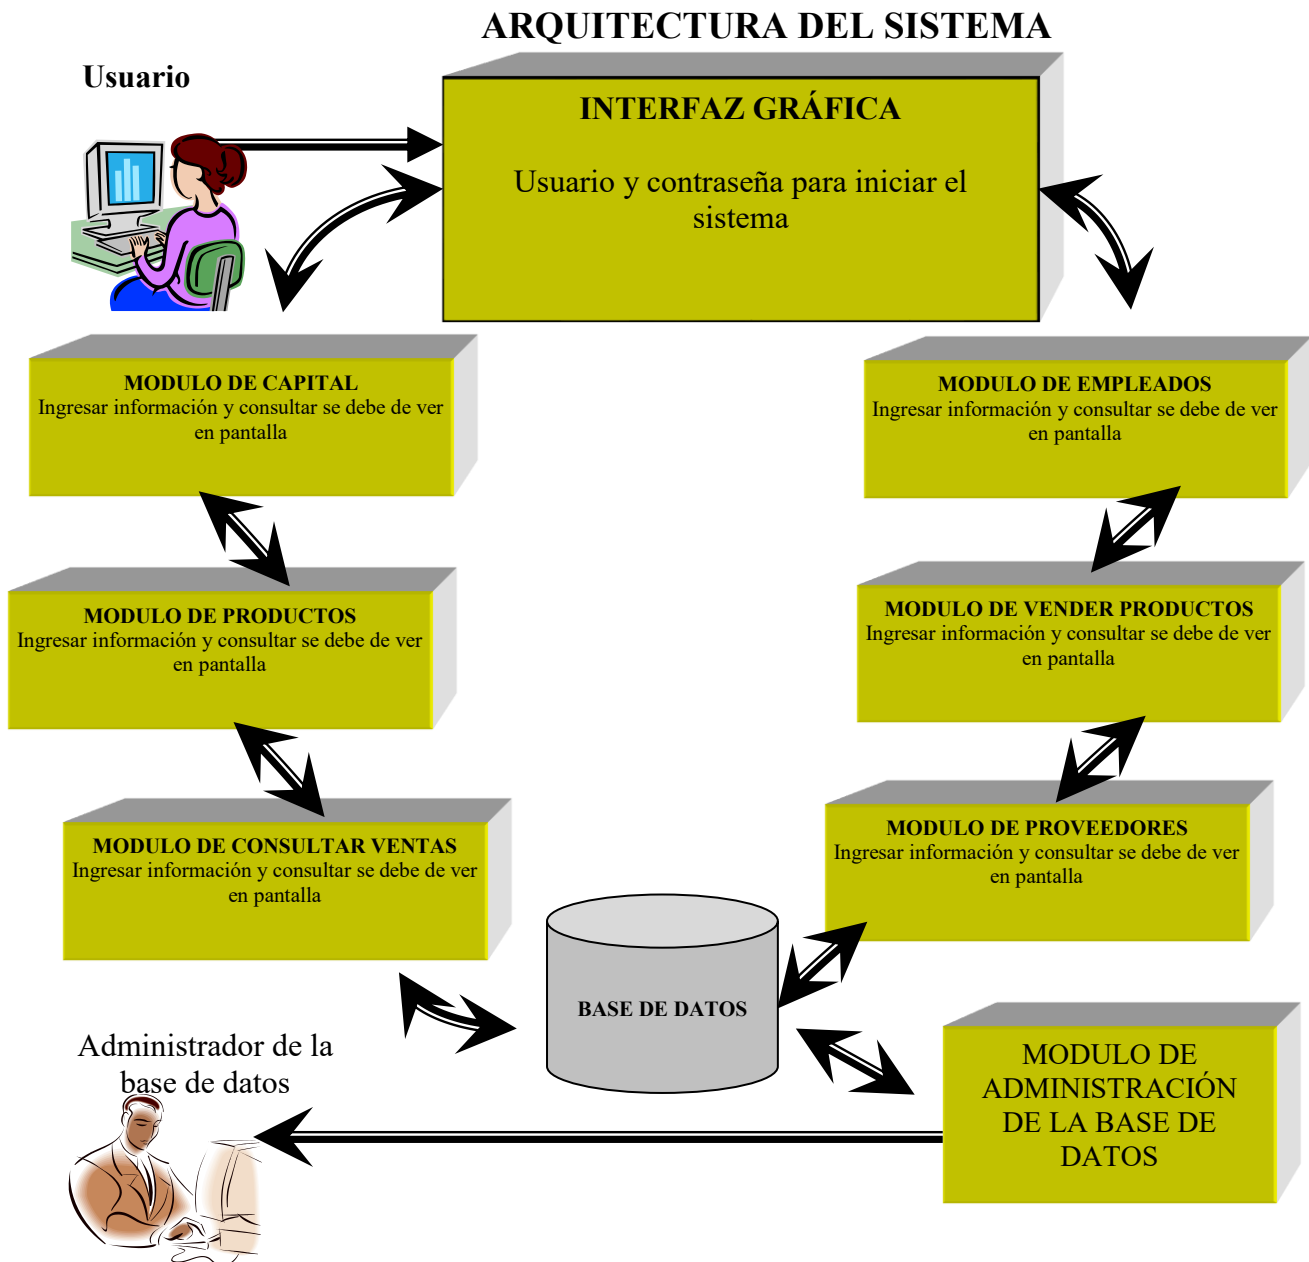 ARQUITECTURA DEL SISTEMA
Usuario
INTERFAZ GRÁFICA
Usuario y contraseña para iniciar el
sistema
MODULO DE CAPITAL
Ingresar información y consultar se debe de ver
en pantalla
MODULO DE EMPLEADOS
Ingresar información y consultar se debe de ver
en pantalla
MODULO DE PRODUCTOS
Ingresar información y consultar se debe de ver
en pantalla
MODULO DE VENDER PRODUCTOS
Ingresar información y consultar se debe de ver
en pantalla
MODULO DE CONSULTAR VENTAS
Ingresar información y consultar se debe de ver
en pantalla
MODULO DE PROVEEDORES
Ingresar información y consultar se debe de ver
en pantalla
BASE DE DATOS
Administrador de la
base de datos
MODULO DE
ADMINISTRACIÓN
DE LA BASE DE
DATOS